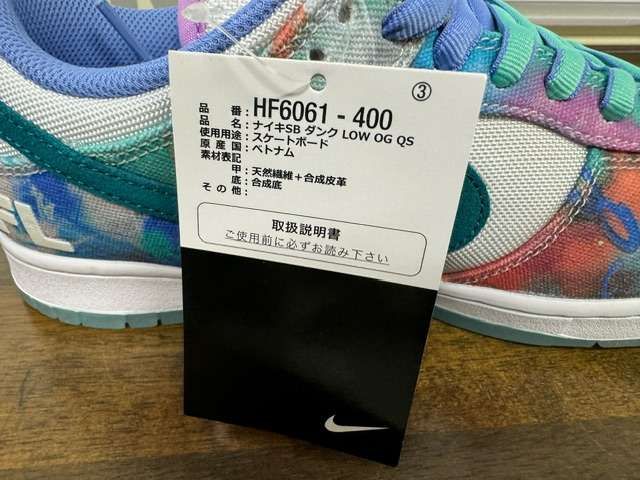 ③
品 番：HF6061 - 400
品 名：ナイキSB ダンク LOW OG QS
使用用途：スケートボード
原 産 国：ベトナム
素材表記
甲：天然繊維＋合成皮革
底：合成底
そ の 他：
取扱説明書
ご使用前に必ずお読み下さい
FL